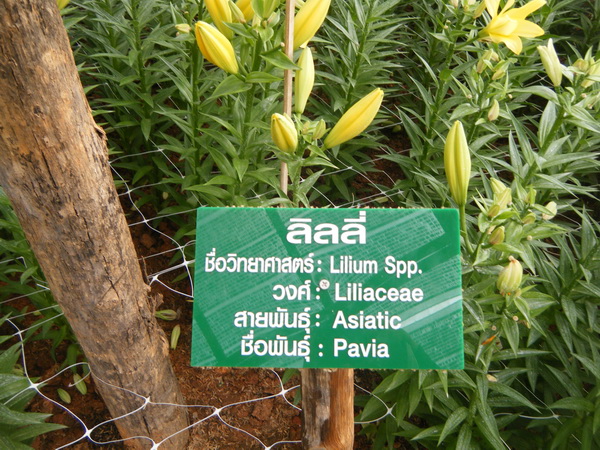 ลิลลี่
ชื่อวิทยาศาสตร์ : Lilium Spp.
วงศ์ : Liliaceae
สายพันธุ์ : Asiatic
ชื่อพันธุ์ : Pavia